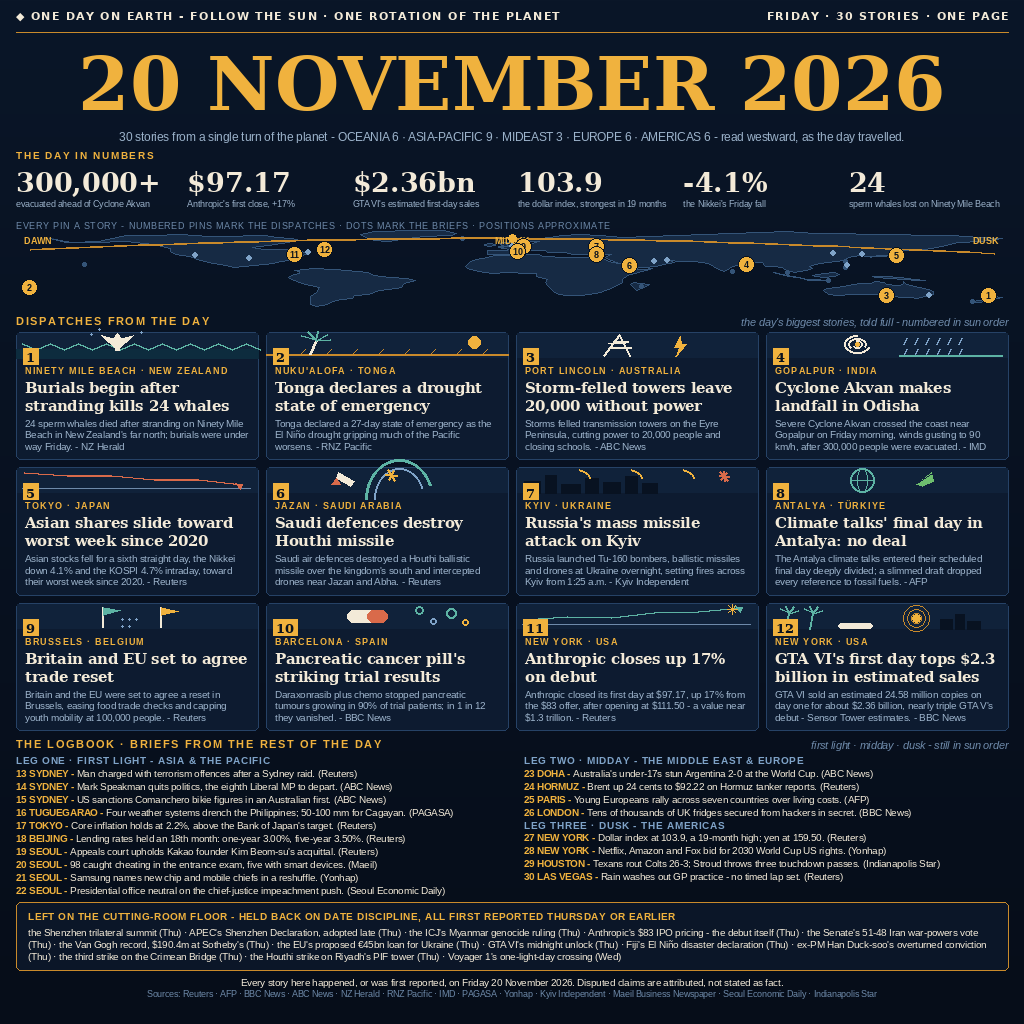 ◆ ONE DAY ON EARTH - FOLLOW THE SUN · ONE ROTATION OF THE PLANET
FRIDAY · 30 STORIES · ONE PAGE
20 NOVEMBER 2026
30 stories from a single turn of the planet - OCEANIA 6 · ASIA-PACIFIC 9 · MIDEAST 3 · EUROPE 6 · AMERICAS 6 - read westward, as the day travelled.
THE DAY IN NUMBERS
300,000+
evacuated ahead of Cyclone Akvan
$97.17
Anthropic's first close, +17%
$2.36bn
GTA VI's estimated first-day sales
103.9
the dollar index, strongest in 19 months
-4.1%
the Nikkei's Friday fall
24
sperm whales lost on Ninety Mile Beach
EVERY PIN A STORY - NUMBERED PINS MARK THE DISPATCHES · DOTS MARK THE BRIEFS · POSITIONS APPROXIMATE
DAWN
DUSK
2
11
12
10
8
6
4
5
3
1
DISPATCHES FROM THE DAY
the day's biggest stories, told full - numbered in sun order
1
NINETY MILE BEACH · NEW ZEALAND
Burials begin after
stranding kills 24 whales
24 sperm whales died after stranding on Ninety Mile
Beach in New Zealand's far north; burials were under
way Friday. - NZ Herald
2
NUKU'ALOFA · TONGA
Tonga declares a drought
state of emergency
Tonga declared a 27-day state of emergency as the
El Niño drought gripping much of the Pacific
worsens. - RNZ Pacific
3
PORT LINCOLN · AUSTRALIA
Storm-felled towers leave
20,000 without power
Storms felled transmission towers on the Eyre
Peninsula, cutting power to 20,000 people and
closing schools. - ABC News
4
GOPALPUR · INDIA
Cyclone Akvan makes
landfall in Odisha
Severe Cyclone Akvan crossed the coast near
Gopalpur on Friday morning, winds gusting to 90
km/h, after 300,000 people were evacuated. - IMD
5
TOKYO · JAPAN
Asian shares slide toward
worst week since 2020
Asian stocks fell for a sixth straight day, the Nikkei
down 4.1% and the KOSPI 4.7% intraday, toward
their worst week since 2020. - Reuters
6
JAZAN · SAUDI ARABIA
Saudi defences destroy
Houthi missile
Saudi air defences destroyed a Houthi ballistic
missile over the kingdom's south and intercepted
drones near Jazan and Abha. - Reuters
7
KYIV · UKRAINE
Russia's mass missile
attack on Kyiv
Russia launched Tu-160 bombers, ballistic missiles
and drones at Ukraine overnight, setting fires across
Kyiv from 1:25 a.m. - Kyiv Independent
8
ANTALYA · TÜRKIYE
Climate talks' final day in
Antalya: no deal
The Antalya climate talks entered their scheduled
final day deeply divided; a slimmed draft dropped
every reference to fossil fuels. - AFP
9
BRUSSELS · BELGIUM
Britain and EU set to agree
trade reset
Britain and the EU were set to agree a reset in
Brussels, easing food trade checks and capping
youth mobility at 100,000 people. - Reuters
10
BARCELONA · SPAIN
Pancreatic cancer pill's
striking trial results
Daraxonrasib plus chemo stopped pancreatic
tumours growing in 90% of trial patients; in 1 in 12
they vanished. - BBC News
11
NEW YORK · USA
Anthropic closes up 17%
on debut
Anthropic closed its first day at $97.17, up 17% from
the $83 offer, after opening at $111.50 - a value near
$1.3 trillion. - Reuters
12
NEW YORK · USA
GTA VI's first day tops $2.3
billion in estimated sales
GTA VI sold an estimated 24.58 million copies on
day one for about $2.36 billion, nearly triple GTA V's
debut - Sensor Tower estimates. - BBC News
THE LOGBOOK · BRIEFS FROM THE REST OF THE DAY
first light · midday · dusk - still in sun order
LEG ONE · FIRST LIGHT - ASIA & THE PACIFIC
13 SYDNEY - Man charged with terrorism offences after a Sydney raid. (Reuters)
14 SYDNEY - Mark Speakman quits politics, the eighth Liberal MP to depart. (ABC News)
15 SYDNEY - US sanctions Comanchero bikie figures in an Australian first. (ABC News)
16 TUGUEGARAO - Four weather systems drench the Philippines; 50-100 mm for Cagayan. (PAGASA)
17 TOKYO - Core inflation holds at 2.2%, above the Bank of Japan's target. (Reuters)
18 BEIJING - Lending rates held an 18th month: one-year 3.00%, five-year 3.50%. (Reuters)
19 SEOUL - Appeals court upholds Kakao founder Kim Beom-su's acquittal. (Reuters)
20 SEOUL - 98 caught cheating in the entrance exam, five with smart devices. (Maeil)
21 SEOUL - Samsung names new chip and mobile chiefs in a reshuffle. (Yonhap)
22 SEOUL - Presidential office neutral on the chief-justice impeachment push. (Seoul Economic Daily)
LEG TWO · MIDDAY - THE MIDDLE EAST & EUROPE
23 DOHA - Australia's under-17s stun Argentina 2-0 at the World Cup. (ABC News)
24 HORMUZ - Brent up 24 cents to $92.22 on Hormuz tanker reports. (Reuters)
25 PARIS - Young Europeans rally across seven countries over living costs. (AFP)
26 LONDON - Tens of thousands of UK fridges secured from hackers in secret. (BBC News)
LEG THREE · DUSK - THE AMERICAS
27 NEW YORK - Dollar index at 103.9, a 19-month high; yen at 159.50. (Reuters)
28 NEW YORK - Netflix, Amazon and Fox bid for 2030 World Cup US rights. (Yonhap)
29 HOUSTON - Texans rout Colts 26-3; Stroud throws three touchdown passes. (Indianapolis Star)
30 LAS VEGAS - Rain washes out GP practice - no timed lap set. (Reuters)
LEFT ON THE CUTTING-ROOM FLOOR - HELD BACK ON DATE DISCIPLINE, ALL FIRST REPORTED THURSDAY OR EARLIER
the Shenzhen trilateral summit (Thu) · APEC's Shenzhen Declaration, adopted late (Thu) · the ICJ's Myanmar genocide ruling (Thu) · Anthropic's $83 IPO pricing - the debut itself (Thu) · the Senate's 51-48 Iran war-powers vote
(Thu) · the Van Gogh record, $190.4m at Sotheby's (Thu) · the EU's proposed €45bn loan for Ukraine (Thu) · GTA VI's midnight unlock (Thu) · Fiji's El Niño disaster declaration (Thu) · ex-PM Han Duck-soo's overturned conviction
(Thu) · the third strike on the Crimean Bridge (Thu) · the Houthi strike on Riyadh's PIF tower (Thu) · Voyager 1's one-light-day crossing (Wed)
Every story here happened, or was first reported, on Friday 20 November 2026. Disputed claims are attributed, not stated as fact.
Sources: Reuters · AFP · BBC News · ABC News · NZ Herald · RNZ Pacific · IMD · PAGASA · Yonhap · Kyiv Independent · Maeil Business Newspaper · Seoul Economic Daily · Indianapolis Star